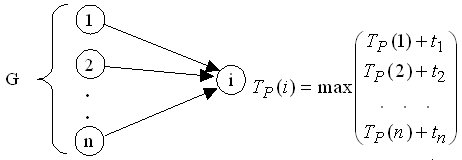 1
2
.
.
n
G
i
T_P(i) = max
T_P(1) + t_1
T_P(2) + t_2
. . .
T_P(n) + t_n